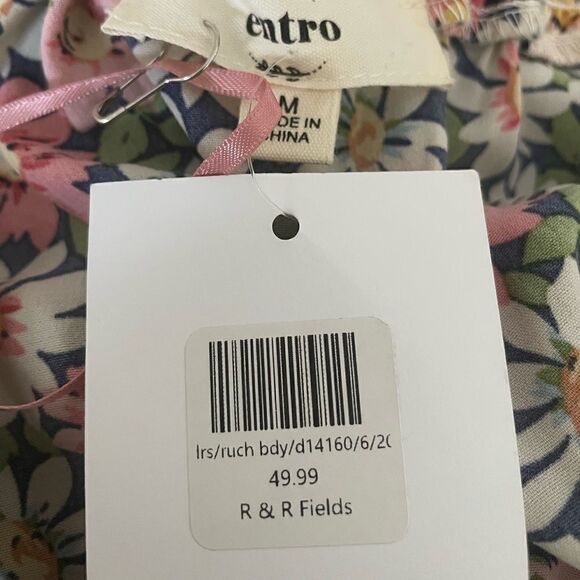 entro
M
MADE IN
CHINA
lrs/ruch bdy/d14160/6/20
49.99
R & R Fields